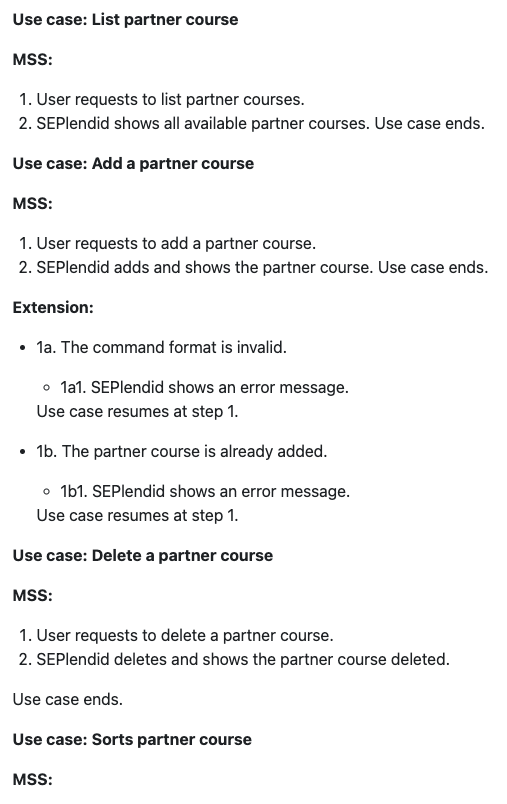 Use case: List partner course
MSS:
1. User requests to list partner courses.
2. SEPlendid shows all available partner courses. Use case ends.
Use case: Add a partner course
MSS:
1. User requests to add a partner course.
2. SEPlendid adds and shows the partner course. Use case ends.
Extension:
• 1a. The command format is invalid.
◦ 1a1. SEPlendid shows an error message.
Use case resumes at step 1.
• 1b. The partner course is already added.
◦ 1b1. SEPlendid shows an error message.
Use case resumes at step 1.
Use case: Delete a partner course
MSS:
1. User requests to delete a partner course.
2. SEPlendid deletes and shows the partner course deleted.
Use case ends.
Use case: Sorts partner course
MSS: